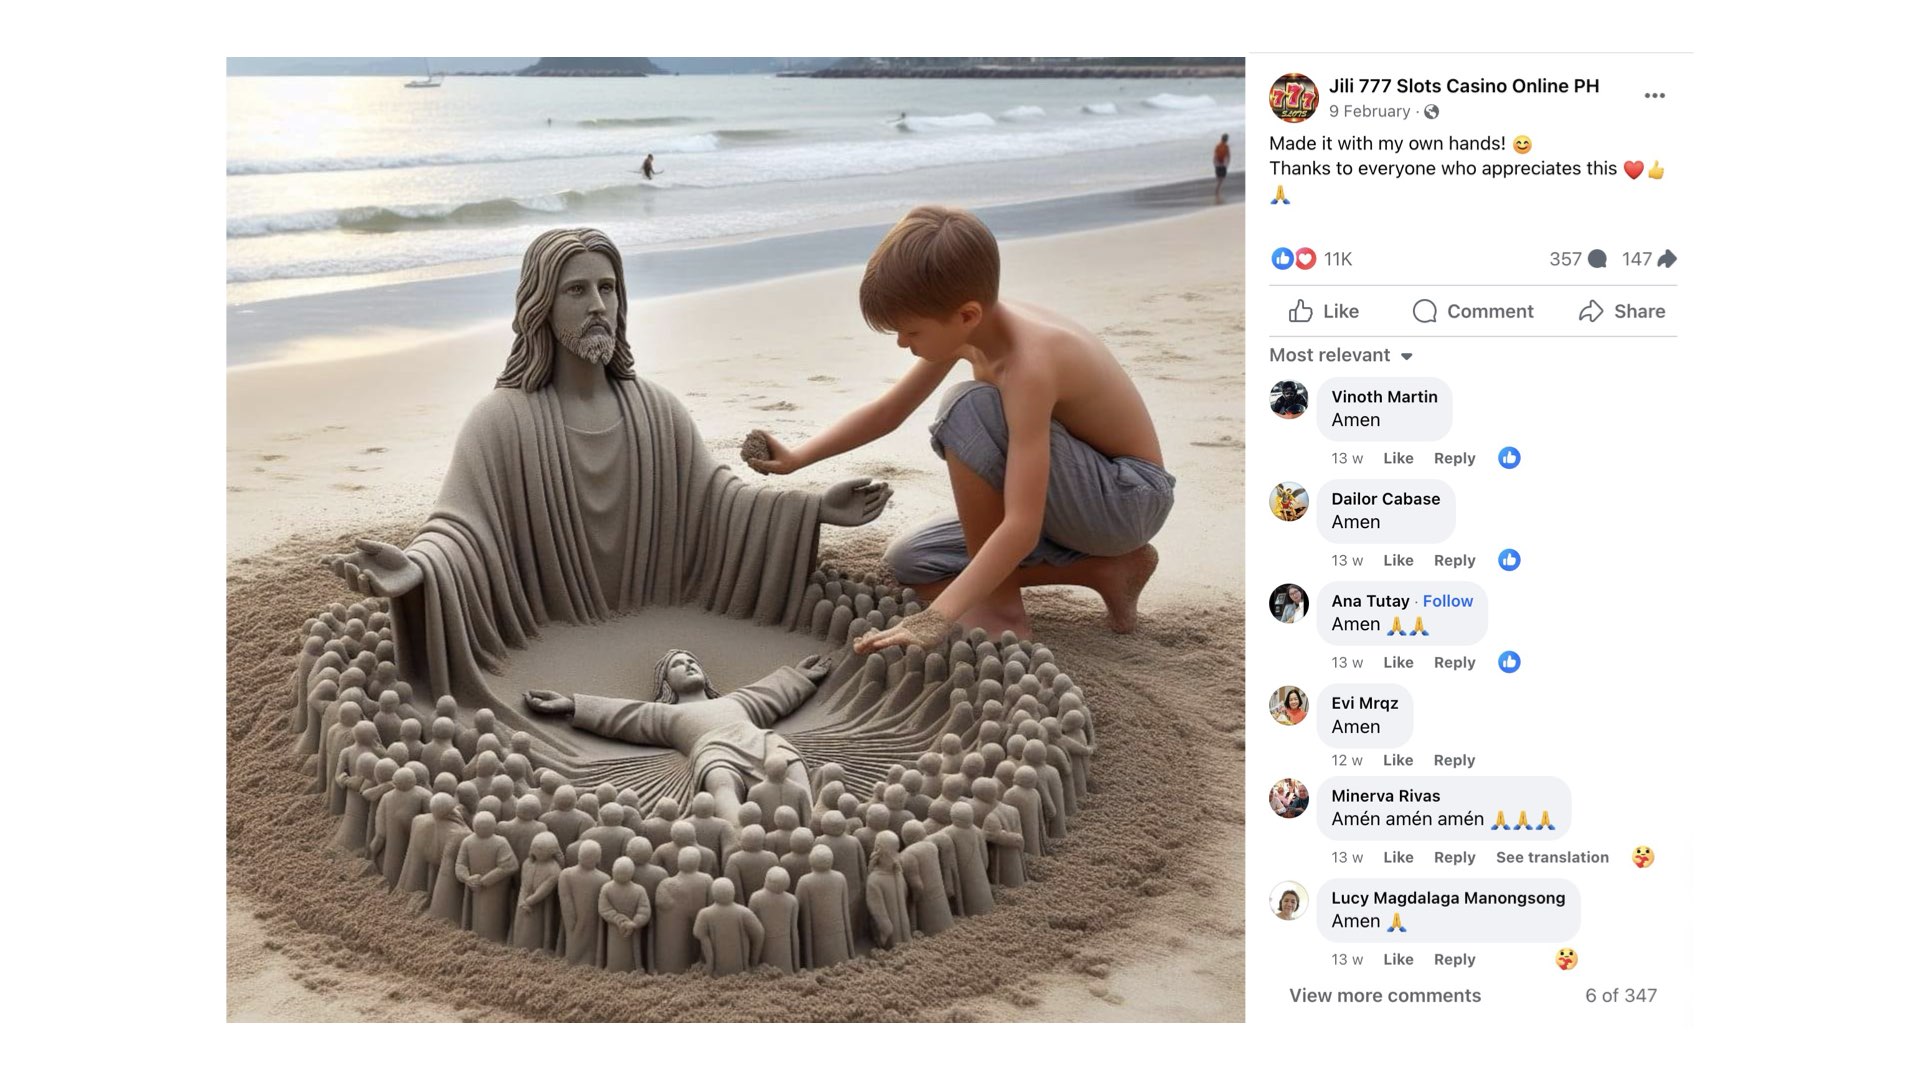 Jili 777 Slots Casino Online PH
9 February ·
Made it with my own hands! 😊
Thanks to everyone who appreciates this ❤️👍
🙏
11K
357
147
Like
Comment
Share
Most relevant
Vinoth Martin
Amen
13 w Like Reply
Dailor Cabase
Amen
13 w Like Reply
Ana Tutay · Follow
Amen 🙏🙏
13 w Like Reply
Evi Mrqz
Amen
12 w Like Reply
Minerva Rivas
Amén amén amén 🙏🙏🙏
13 w Like Reply See translation
Lucy Magdalaga Manongsong
Amen 🙏
13 w Like Reply
View more comments
6 of 347
777
SLOTS